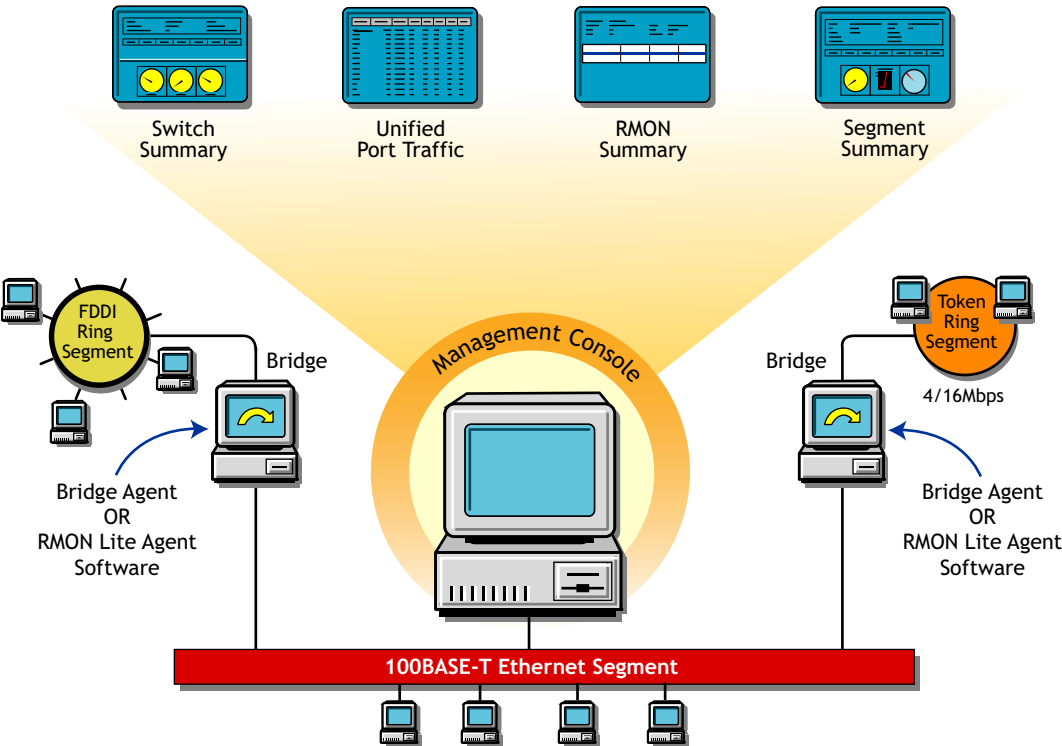 Switch
Summary
Unified
Port Traffic
RMON
Summary
Segment
Summary
Management Console
FDDI
Ring
Segment
Bridge
Bridge Agent
OR
RMON Lite Agent
Software
Token
Ring
Segment
4/16Mbps
Bridge
Bridge Agent
OR
RMON Lite Agent
Software
100BASE-T Ethernet Segment